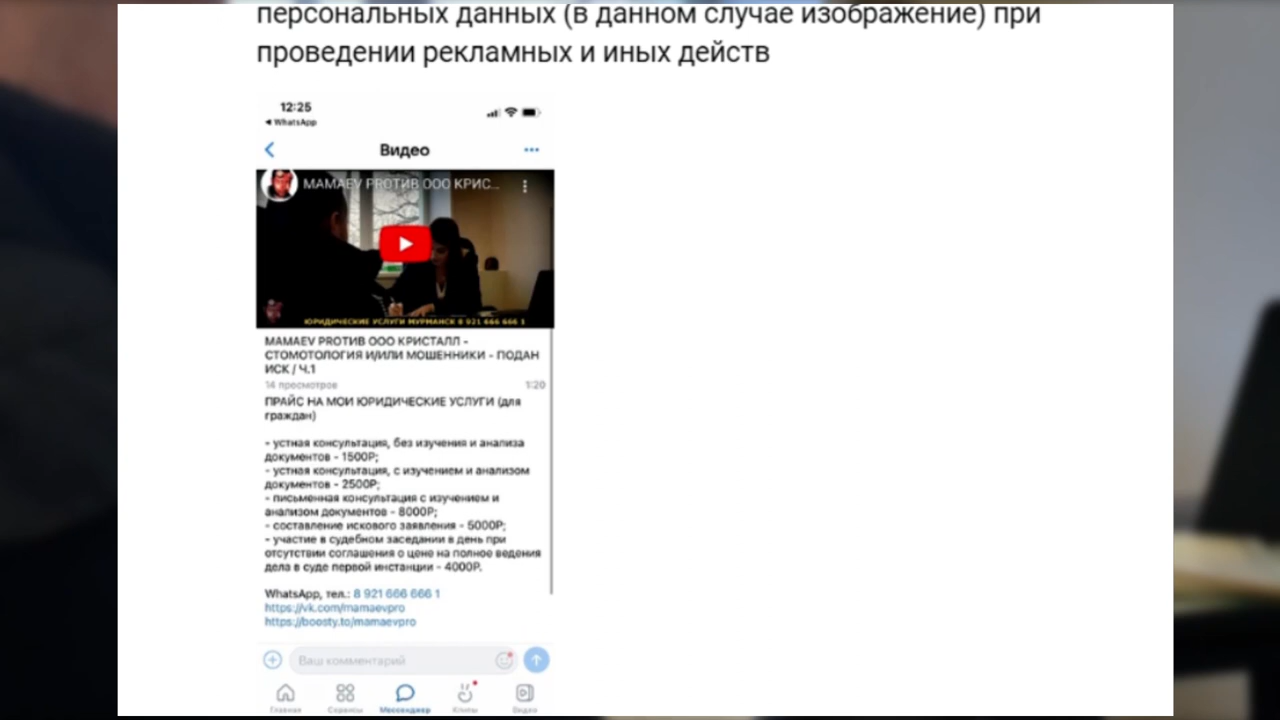 персональных данных (в данном случае изображение) при
проведении рекламных и иных действ
12:25
WhatsApp
Видео
MAMAEV PROТИВ ООО КРИС...
ЮРИДИЧЕСКИЕ УСЛУГИ МУРМАНСК 8 921 666 666 1
MAMAEV PROТИВ ООО КРИСТАЛЛ -
СТОМОТОЛОГИЯ И/ИЛИ МОШЕННИКИ - ПОДАН
ИСК / Ч.1
14 просмотров 1:20
ПРАЙС НА МОИ ЮРИДИЧЕСКИЕ УСЛУГИ (для
граждан)
- устная консультация, без изучения и анализа
документов - 1500Р;
- устная консультация, с изучением и анализом
документов - 2500Р;
- письменная консультация с изучением и
анализом документов - 8000Р;
- составление искового заявления - 5000Р;
- участие в судебном заседании в день при
отсутствии соглашения о цене на полное ведения
дела в суде первой инстанции - 4000Р.
WhatsApp, тел.: 8 921 666 666 1
https://vk.com/mamaevpro
https://boosty.to/mamaevpro
Ваш комментарий
Главная Сервисы Мессенджер Клипы Видео